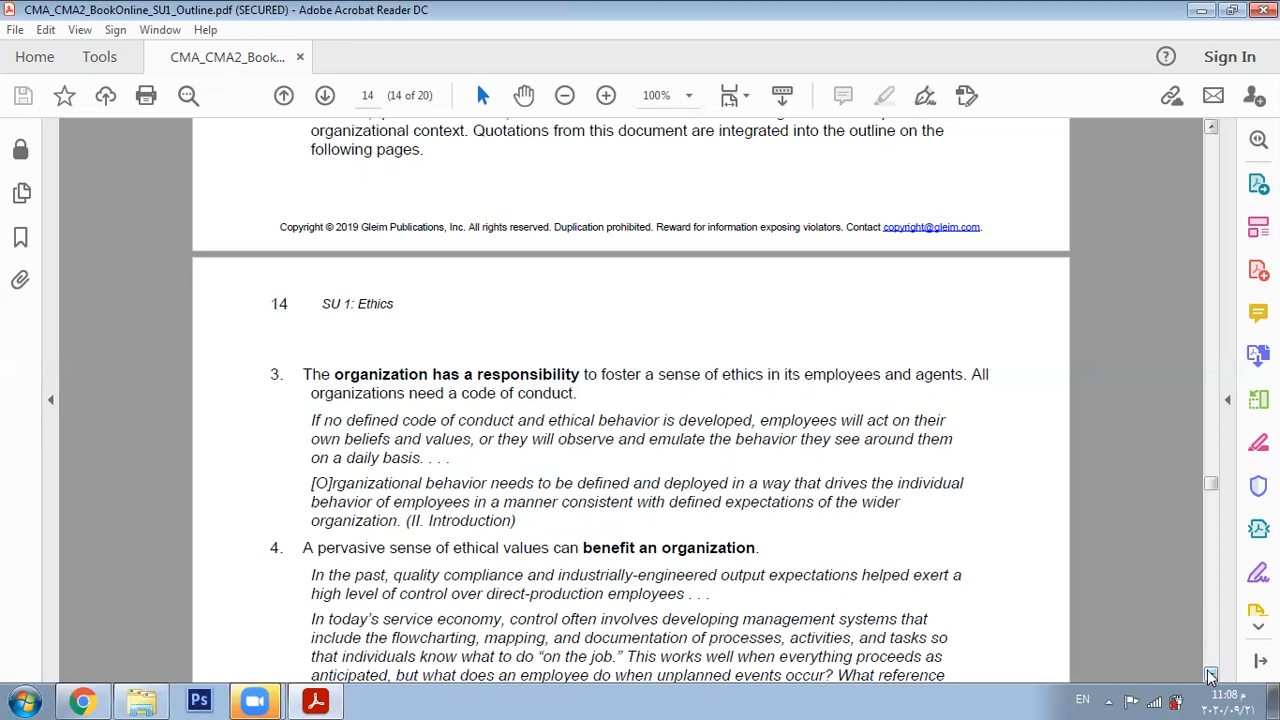 CMA_CMA2_BookOnline_SU1_Outline.pdf (SECURED) - Adobe Acrobat Reader DC
File Edit View Sign Window Help
Home Tools CMA_CMA2_Book... × Sign In
14 (14 of 20) 100%
organizational context. Quotations from this document are integrated into the outline on the
following pages.
Copyright © 2019 Gleim Publications, Inc. All rights reserved. Duplication prohibited. Reward for information exposing violators. Contact copyright@gleim.com.
14 SU 1: Ethics
3. The organization has a responsibility to foster a sense of ethics in its employees and agents. All
organizations need a code of conduct.
If no defined code of conduct and ethical behavior is developed, employees will act on their
own beliefs and values, or they will observe and emulate the behavior they see around them
on a daily basis. . . .
[O]rganizational behavior needs to be defined and deployed in a way that drives the individual
behavior of employees in a manner consistent with defined expectations of the wider
organization. (II. Introduction)
4. A pervasive sense of ethical values can benefit an organization.
In the past, quality compliance and industrially-engineered output expectations helped exert a
high level of control over direct-production employees . . .
In today's service economy, control often involves developing management systems that
include the flowcharting, mapping, and documentation of processes, activities, and tasks so
that individuals know what to do “on the job.” This works well when everything proceeds as
anticipated, but what does an employee do when unplanned events occur? What reference
Ps
EN
11:08 م
٢٠٢٠/٠٩/٢١